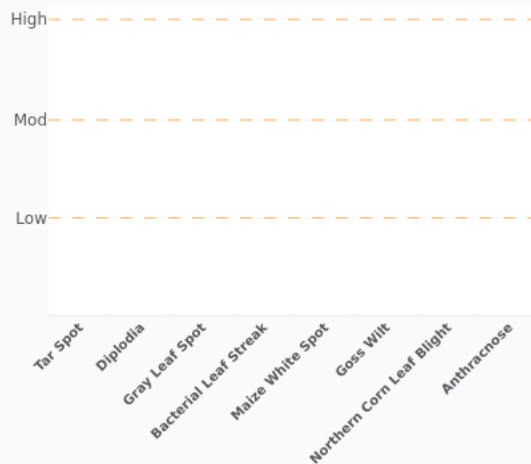 High
Mod
Low
Tar Spot
Diplodia
Gray Leaf Spot
Bacterial Leaf Streak
Maize White Spot
Goss Wilt
Northern Corn Leaf Blight
Anthracnose